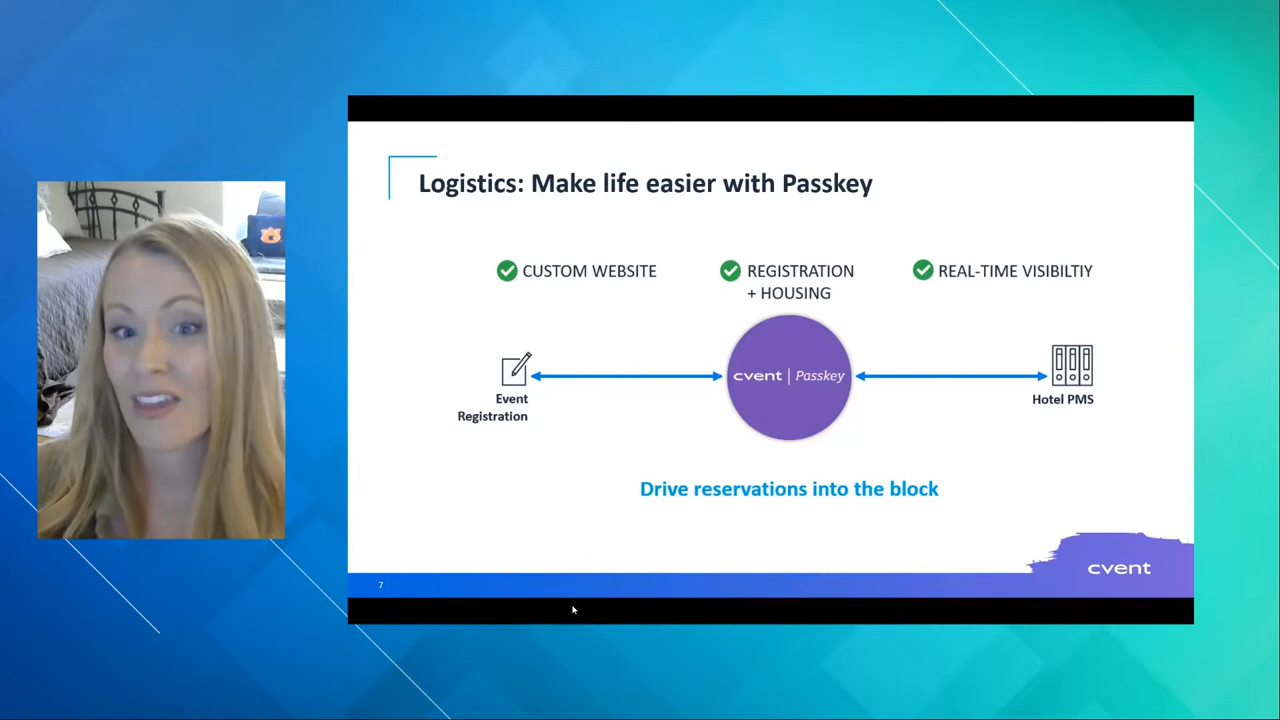 Logistics: Make life easier with Passkey
CUSTOM WEBSITE
REGISTRATION
+ HOUSING
REAL-TIME VISIBILTIY
cvent | Passkey
Event
Registration
Hotel PMS
Drive reservations into the block
cvent
7